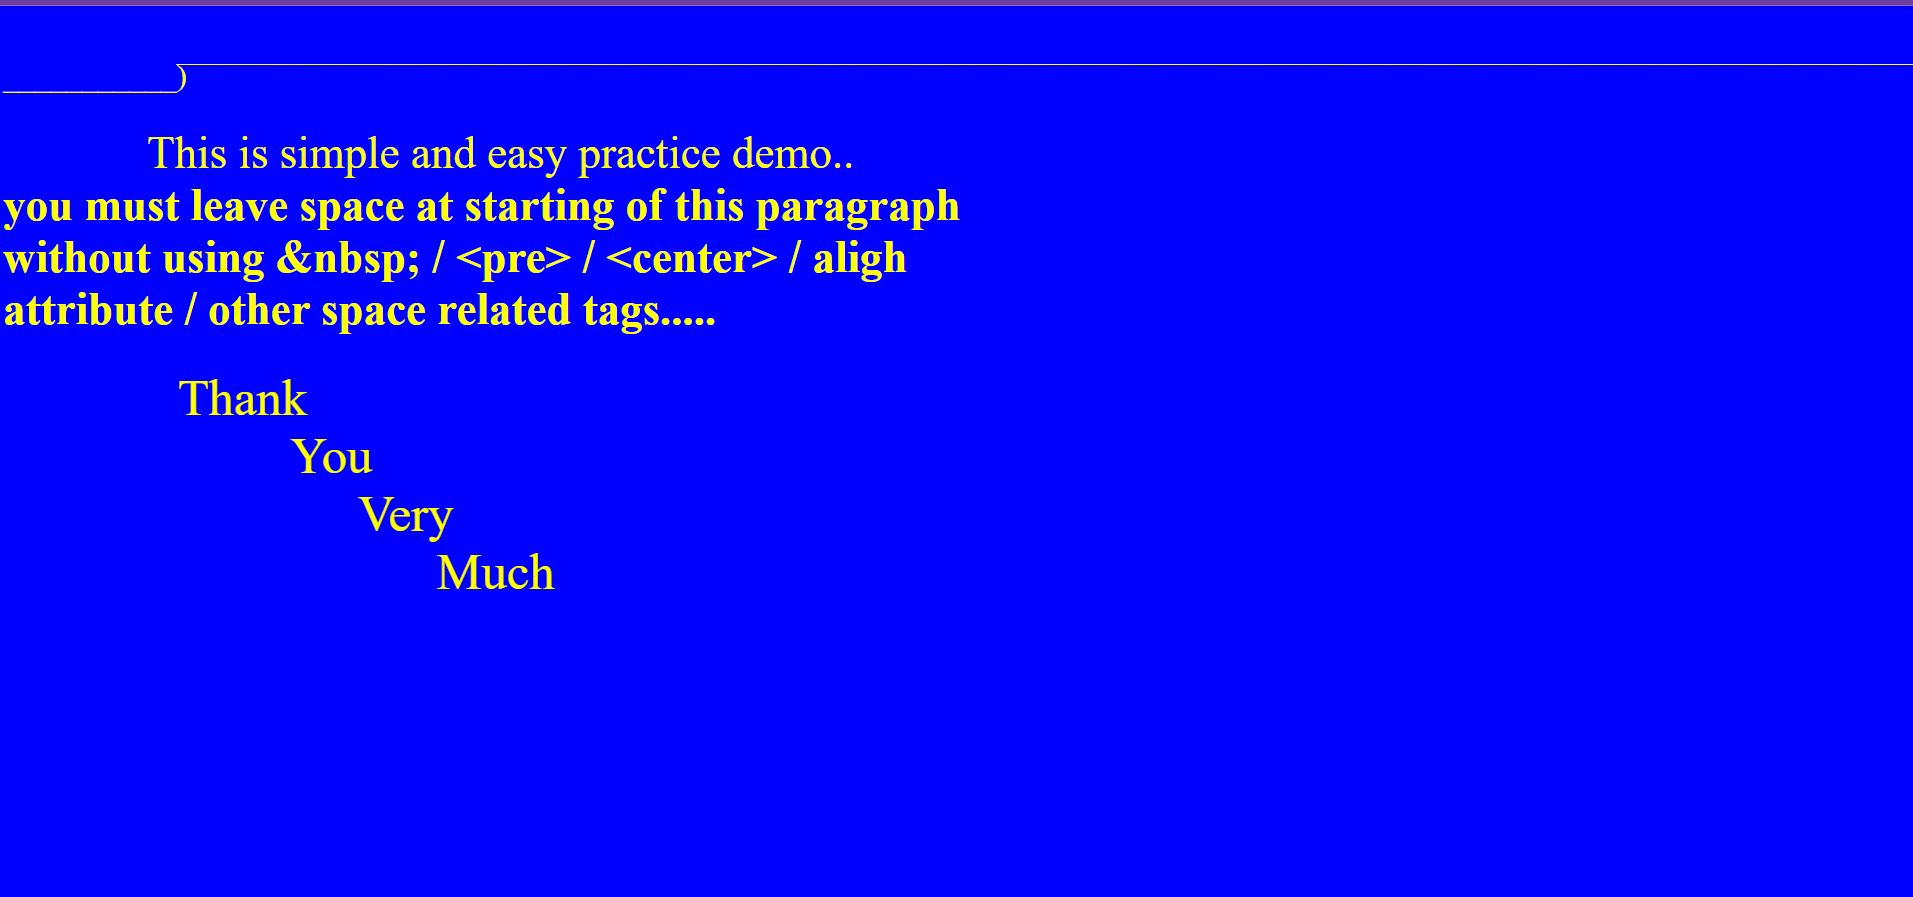 ___________)
This is simple and easy practice demo..
you must leave space at starting of this paragraph
without using &nbsp; / <pre> / <center> / aligh
attribute / other space related tags.....
Thank
You
Very
Much